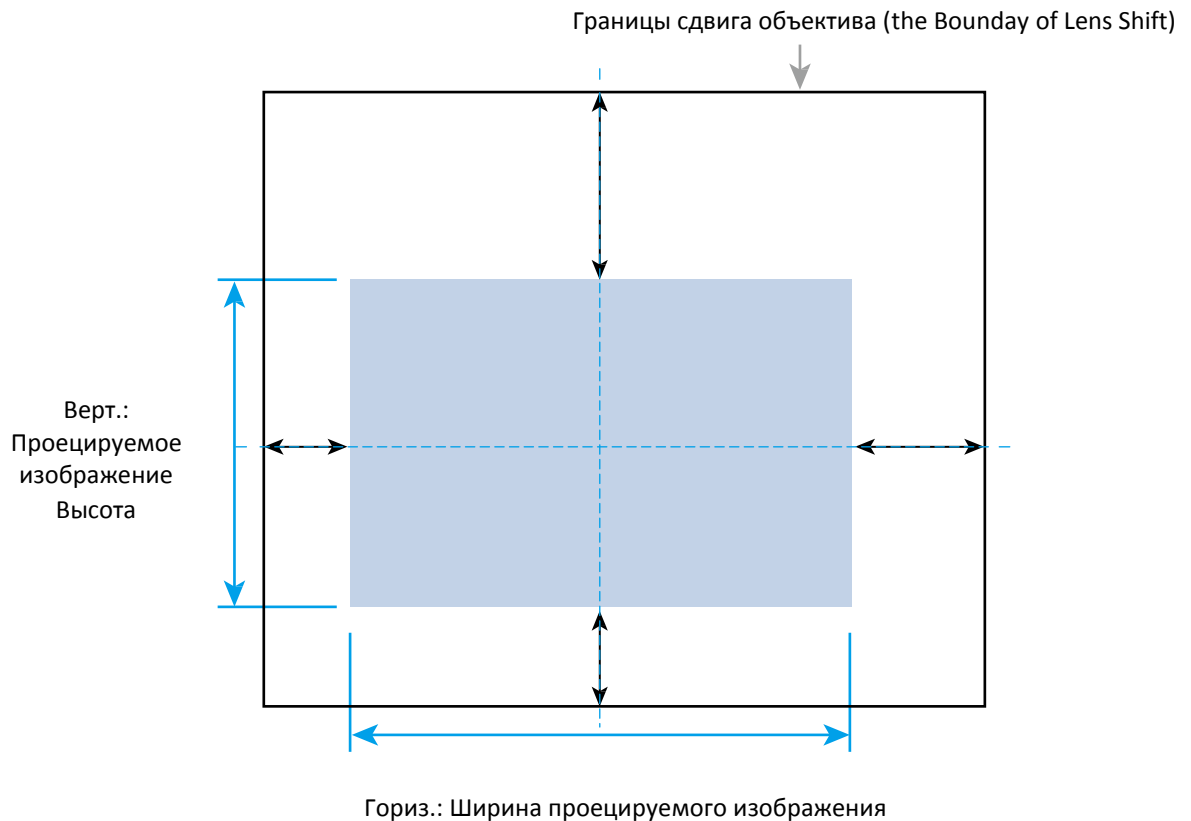 Границы сдвига объектива (the Bounday of Lens Shift)
Верт.:
Проецируемое
изображение
Высота
Гориз.: Ширина проецируемого изображения